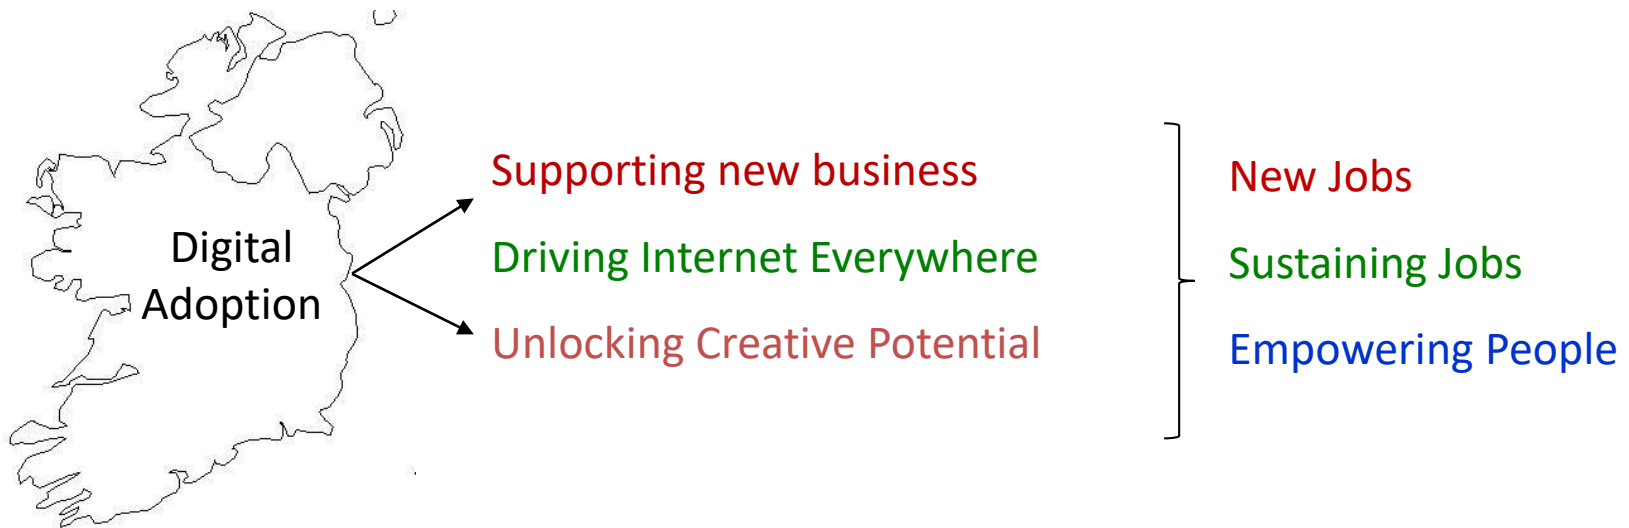 Digital
Adoption
Supporting new business
Driving Internet Everywhere
Unlocking Creative Potential
New Jobs
Sustaining Jobs
Empowering People